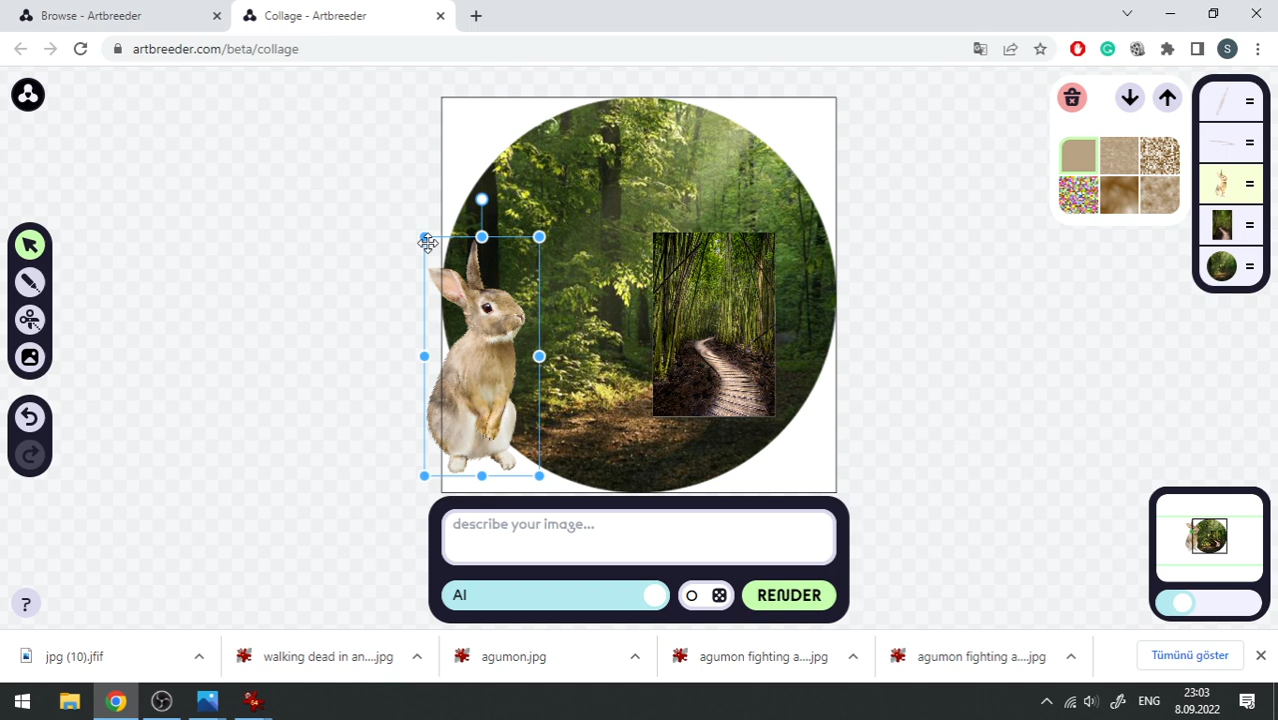 Browse - Artbreeder
Collage - Artbreeder
artbreeder.com/beta/collage
S
describe your image...
AI
RENDER
?
jpg (10).jfif
walking dead in an....jpg
agumon.jpg
agumon fighting a....jpg
agumon fighting a....jpg
Tümünü göster
64
ENG
23:03
8.09.2022